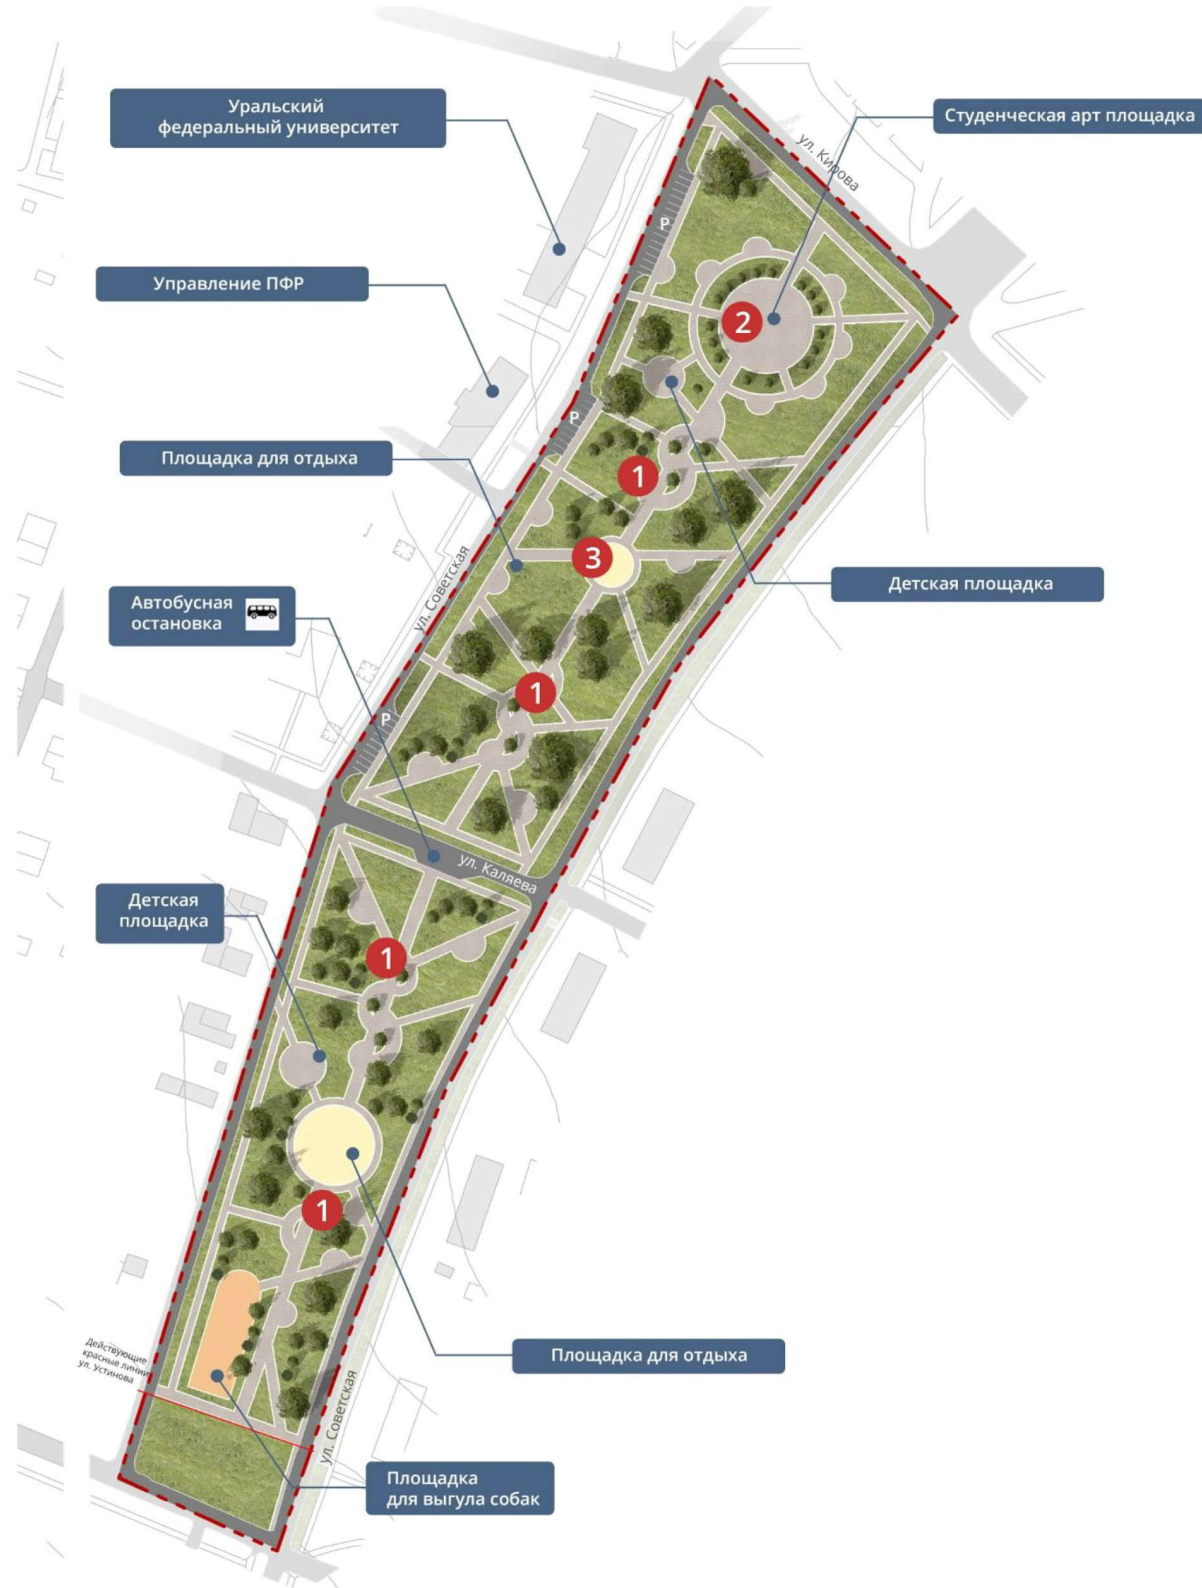 Уральский
федеральный университет
Студенческая арт площадка
ул. Кирова
P
Управление ПФР
2
P
Площадка для отдыха
1
3
Детская площадка
ул. Советская
Автобусная
остановка
1
P
ул. Каляева
Детская
площадка
1
1
Площадка для отдыха
Действующие
красные линии
ул. Устинова
ул. Советская
Площадка
для выгула собак